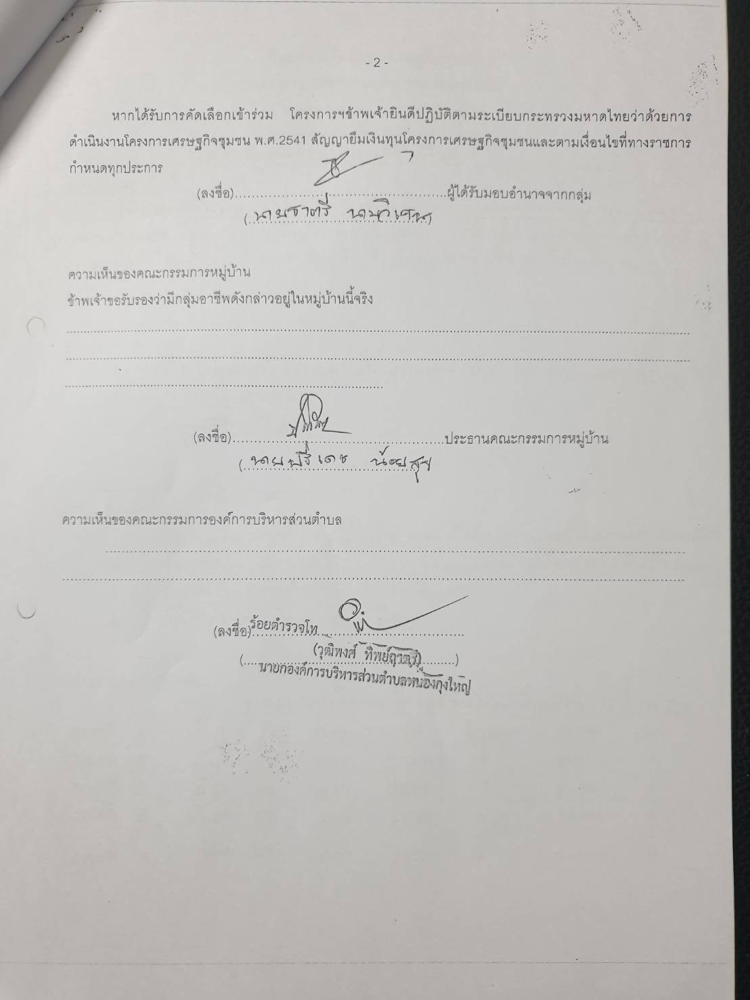 - 2 -
หากได้รับการคัดเลือกเข้าร่วม โครงการฯข้าพเจ้ายินดีปฏิบัติตามระเบียบกระทรวงมหาดไทยว่าด้วยการ
ดำเนินงานโครงการเศรษฐกิจชุมชน พ.ศ.2541 สัญญายืมเงินทุนโครงการเศรษฐกิจชุมชนและตามเงื่อนไขที่ทางราชการ
กำหนดทุกประการ
(ลงชื่อ)..................................................ผู้ได้รับมอบอำนาจจากกลุ่ม
(นายชาตรี นามวิเศษ)
ความเห็นของคณะกรรมการหมู่บ้าน
ข้าพเจ้าขอรับรองว่ามีกลุ่มอาชีพดังกล่าวอยู่ในหมู่บ้านนี้จริง
(ลงชื่อ)..................................................ประธานคณะกรรมการหมู่บ้าน
(นายปรีเดช น้อยสุข
ความเห็นของคณะกรรมการองค์การบริหารส่วนตำบล
(ลงชื่อ)ร้อยตำรวจโท..................................
(วุฒิพงศ์
นายกองค์การบริหารส่วนตำบลหนองกุงใหญ่